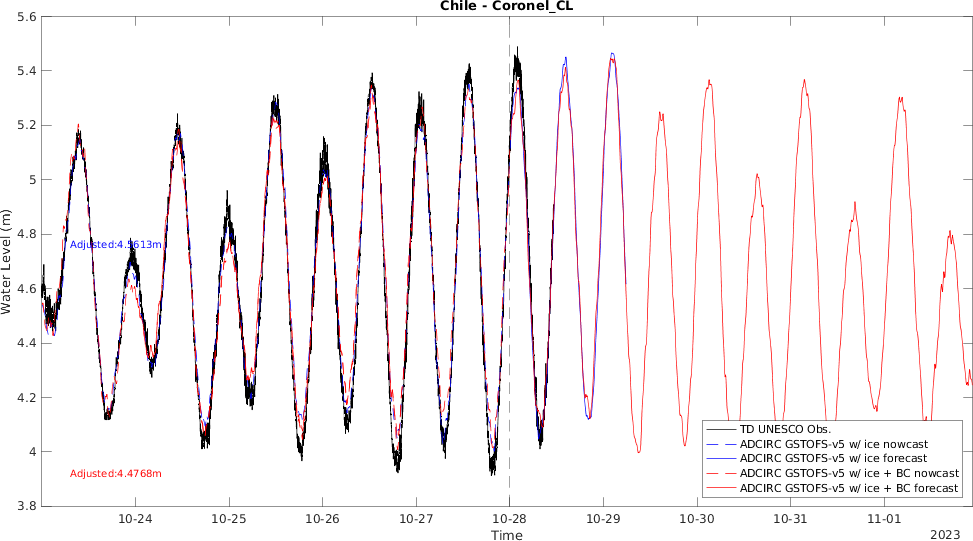 Chile - Coronel_CL
5.6
5.4
5.2
5
4.8
4.6
4.4
4.2
4
3.8
Water Level (m)
Adjusted:4.5613m
Adjusted:4.4768m
TD UNESCO Obs.
ADCIRC GSTOFS-v5 w/ ice nowcast
ADCIRC GSTOFS-v5 w/ ice forecast
ADCIRC GSTOFS-v5 w/ ice + BC nowcast
ADCIRC GSTOFS-v5 w/ ice + BC forecast
10-24 10-25 10-26 10-27 10-28 10-29 10-30 10-31 11-01
Time
2023